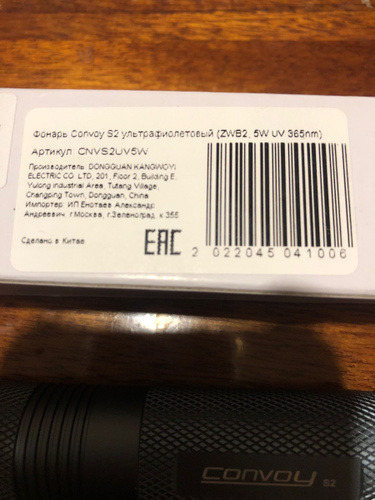 Фонарь Convoy S2 ультрафиолетовый (ZWB2, 5W UV 365nm)
Артикул: CNVS2UV5W
Производитель: DONGGUAN KANGWOYI
ELECTRIC CO. LTD, 201, Floor 2, Building E,
Yulong Industrial Area, Tutang Village,
Changping Town, Dongguan, China
Импортер: ИП Енотаев Александр
Андреевич, г.Москва, г.Зеленоград, к 355
Сделано в Китае
EAC
2 022045 041006
convoy S2